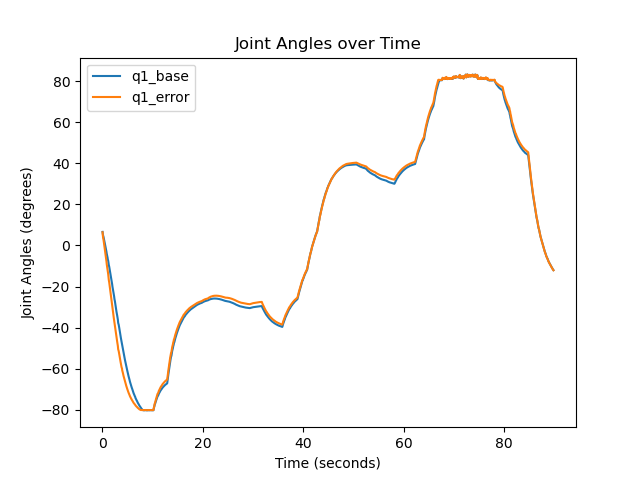 Joint Angles over Time
q1_base
q1_error
Joint Angles (degrees)
80
60
40
20
0
−20
−40
−60
−80
0
20
40
60
80
Time (seconds)